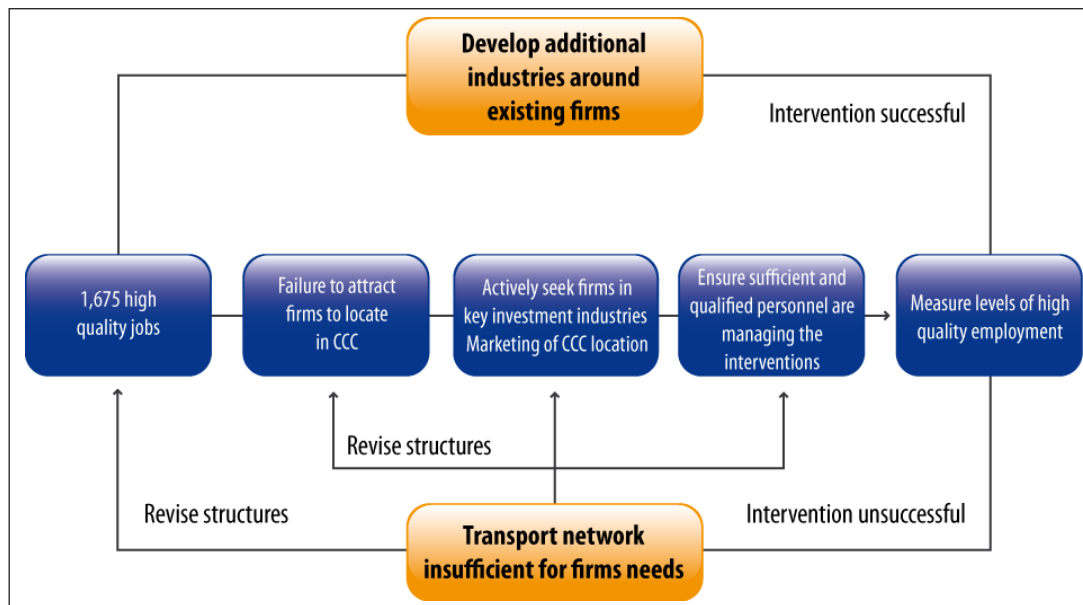 Develop additional
industries around
existing firms
Intervention successful
1,675 high
quality jobs
Failure to attract
firms to locate
in CCC
Actively seek firms in
key investment industries
Marketing of CCC location
Ensure sufficient and
qualified personnel are
managing the
interventions
Measure levels of high
quality employment
Revise structures
Revise structures
Transport network
insufficient for firms needs
Intervention unsuccessful